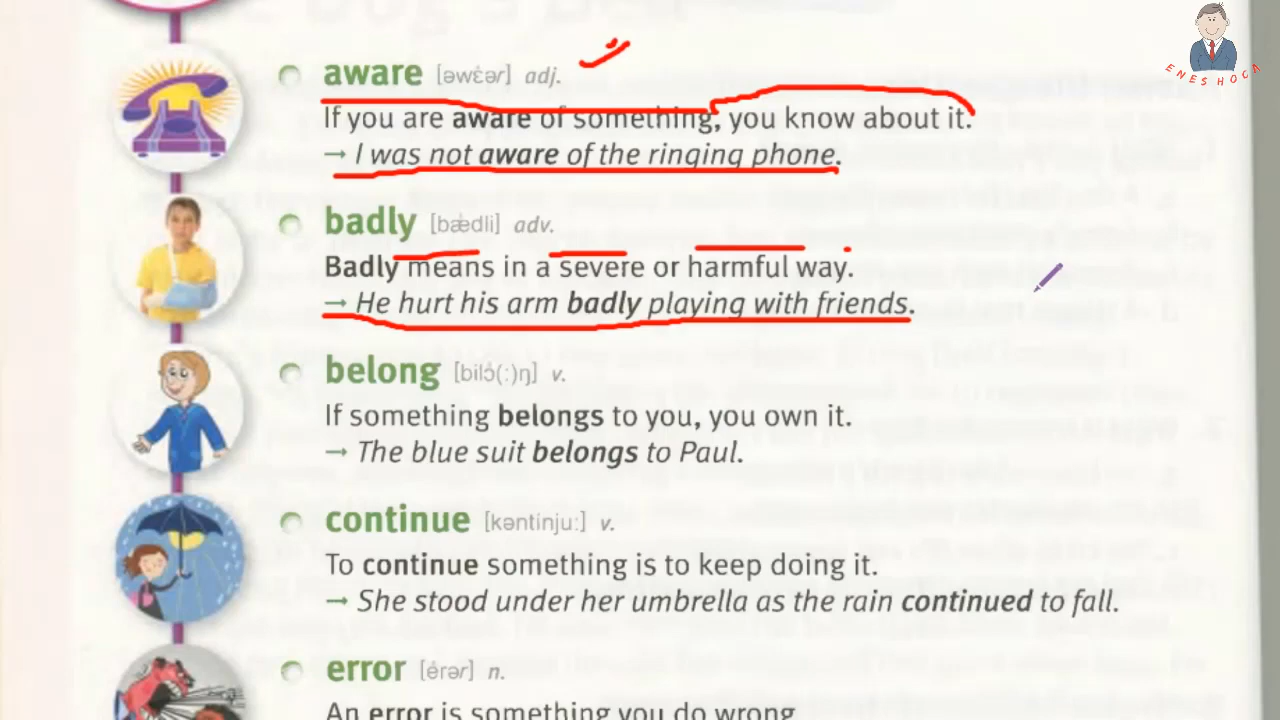 ENES HOCA
aware [əwɛ́ər] adj.
If you are aware of something, you know about it.
→ I was not aware of the ringing phone.
badly [bǽdli] adv.
Badly means in a severe or harmful way.
→ He hurt his arm badly playing with friends.
belong [bilɔ́(:)ŋ] v.
If something belongs to you, you own it.
→ The blue suit belongs to Paul.
continue [kəntinju:] v.
To continue something is to keep doing it.
→ She stood under her umbrella as the rain continued to fall.
error [érər] n.
An error is something you do wrong